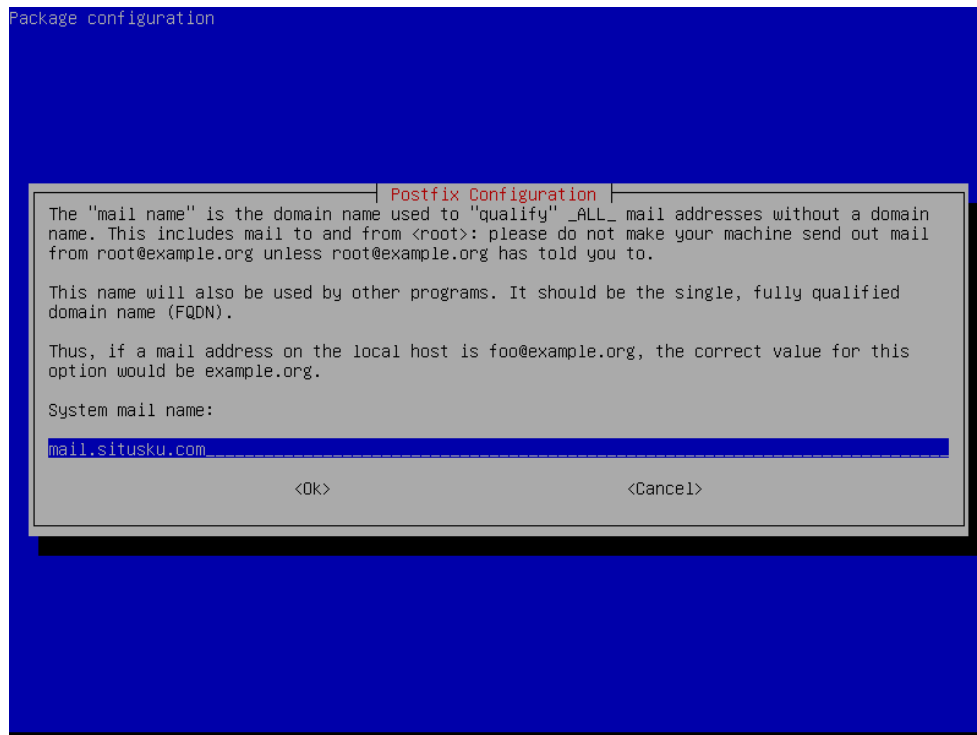 Package configuration
Postfix Configuration
The "mail name" is the domain name used to "qualify" _ALL_ mail addresses without a domain
name. This includes mail to and from <root>: please do not make your machine send out mail
from root@example.org unless root@example.org has told you to.
This name will also be used by other programs. It should be the single, fully qualified
domain name (FQDN).
Thus, if a mail address on the local host is foo@example.org, the correct value for this
option would be example.org.
System mail name:
mail.situsku.com
<Ok> <Cancel>